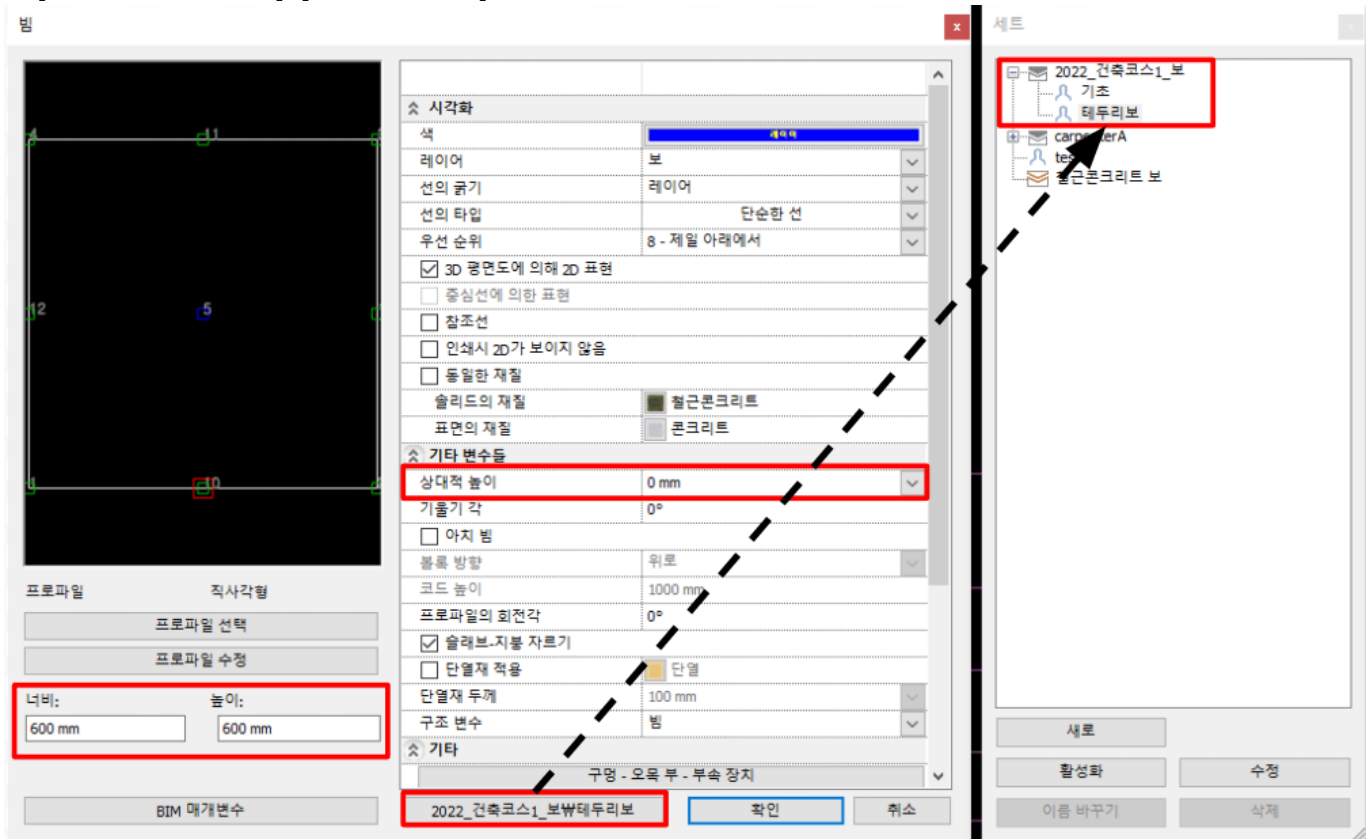 빔
x
세트
x
4
11
12
5
1
10
2
프로파일 직사각형
프로파일 선택
프로파일 수정
너비: 높이:
600 mm 600 mm
BIM 매개변수
시각화
색 레이어
레이어 보
선의 굵기 레이어
선의 타입 단순한 선
우선 순위 8 - 제일 아래에서
3D 평면도에 의해 2D 표현
중심선에 의한 표현
참조선
인쇄시 2D가 보이지 않음
동일한 재질
솔리드의 재질 철근콘크리트
표면의 재질 콘크리트
기타 변수들
상대적 높이 0 mm
기울기 각 0°
아치 빔
볼록 방향 위로
코드 높이 1000 mm
프로파일의 회전각 0°
슬래브-지붕 자르기
단열재 적용 단열
단열재 두께 100 mm
구조 변수 빔
기타
구멍 - 오목 부 - 부속 장치
2022_건축코스1_보₩테두리보
확인
취소
2022_건축코스1_보
기초
테두리보
철근콘크리트 보
새로
활성화 수정
이름 바꾸기 삭제